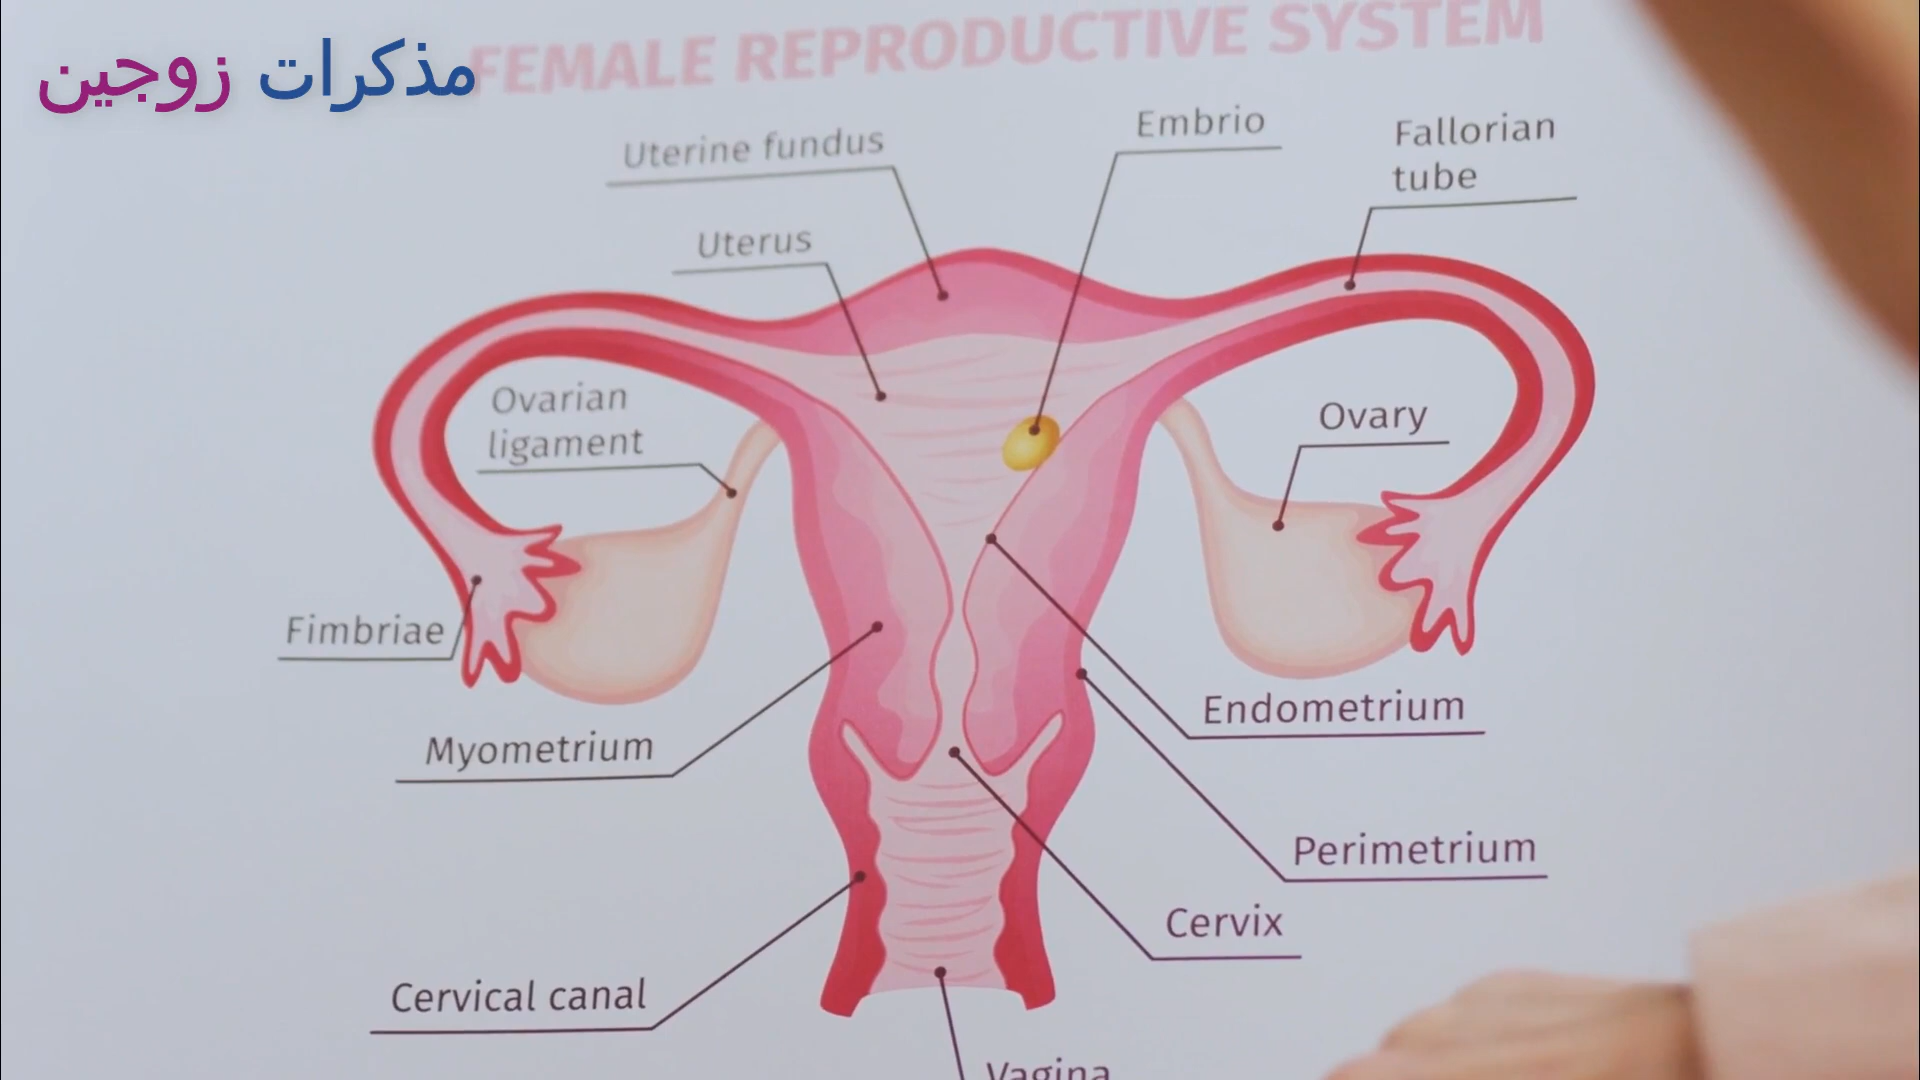 مذكرات زوجين
FEMALE REPRODUCTIVE SYSTEM
Uterine fundus
Embrio
Fallorian
tube
Uterus
Ovarian
ligament
Ovary
Fimbriae
Endometrium
Myometrium
Perimetrium
Cervix
Cervical canal
Vagina